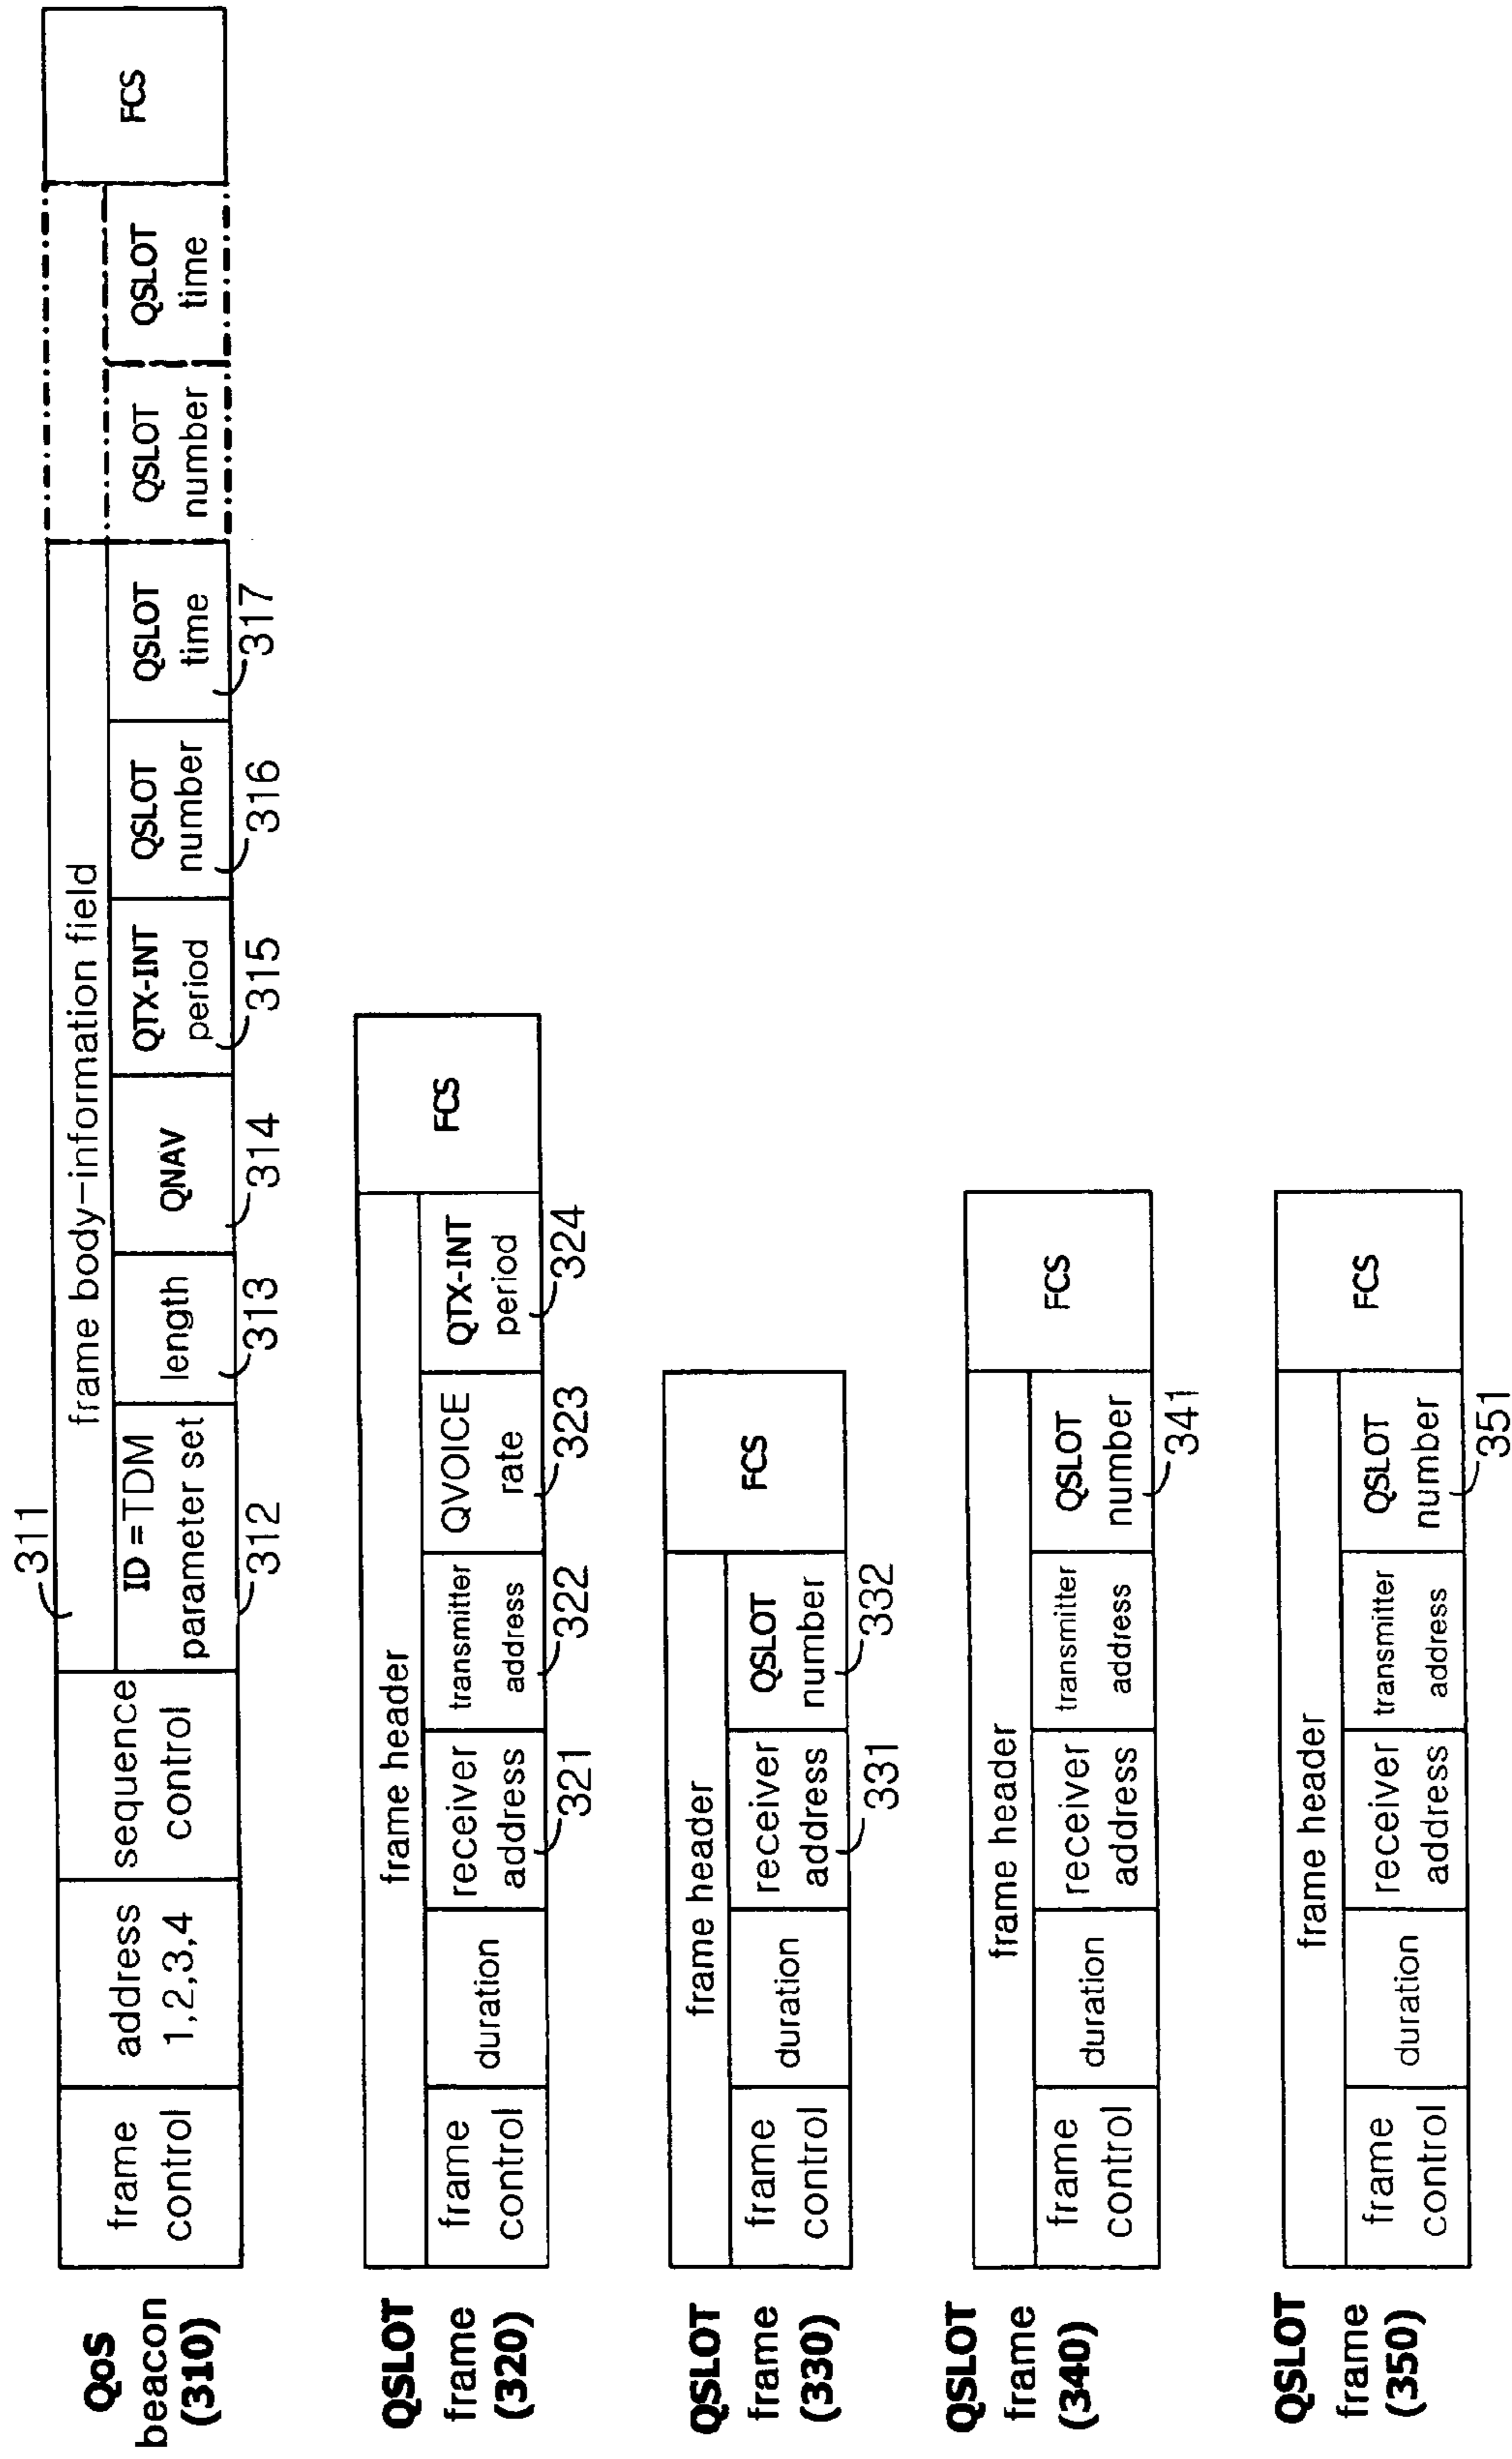 QoS
beacon
(310)
frame
control
address
1,2,3,4
sequence
control
311
frame body-information field
ID=TDM
parameter set
312
length
313
QNAV
314
QTX-INT
period
315
QSLOT
number
316
QSLOT
time
317
QSLOT
number
QSLOT
time
FCS
QSLOT
frame
(320)
frame header
frame
control
duration
receiver
address
321
transmitter
address
322
QVOICE
rate
323
QTX-INT
period
324
FCS
QSLOT
frame
(330)
frame header
frame
control
duration
receiver
address
331
QSLOT
number
332
FCS
QSLOT
frame
(340)
frame header
frame
control
duration
receiver
address
transmitter
address
QSLOT
number
341
FCS
QSLOT
frame
(350)
frame header
frame
control
duration
receiver
address
transmitter
address
QSLOT
number
351
FCS